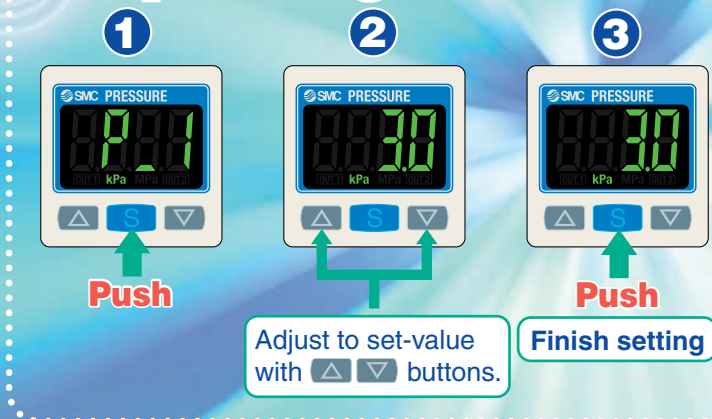 1
2
3
SMC PRESSURE
P_1
OUT1 kPa MPa OUT2
S
Push
SMC PRESSURE
3.0
OUT1 kPa MPa OUT2
S
Adjust to set-value
with △ ▽ buttons.
SMC PRESSURE
3.0
OUT1 kPa MPa OUT2
S
Push
Finish setting